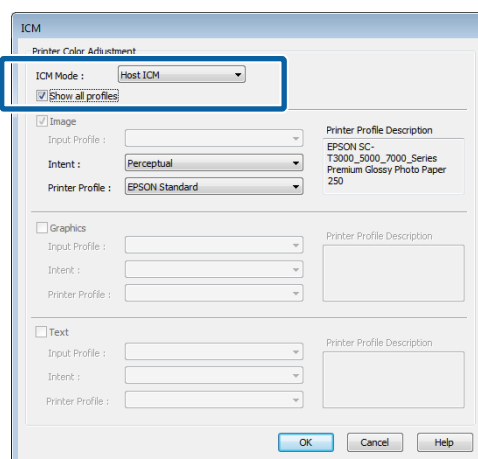 ICM
Printer Color Adjustment
ICM Mode :
Host ICM
Show all profiles
Image
Input Profile :
Intent :
Perceptual
Printer Profile :
EPSON Standard
Printer Profile Description
EPSON SC-
T3000_5000_7000_Series
Premium Glossy Photo Paper
250
Graphics
Input Profile :
Intent :
Printer Profile :
Printer Profile Description
Text
Input Profile :
Intent :
Printer Profile :
Printer Profile Description
OK
Cancel
Help